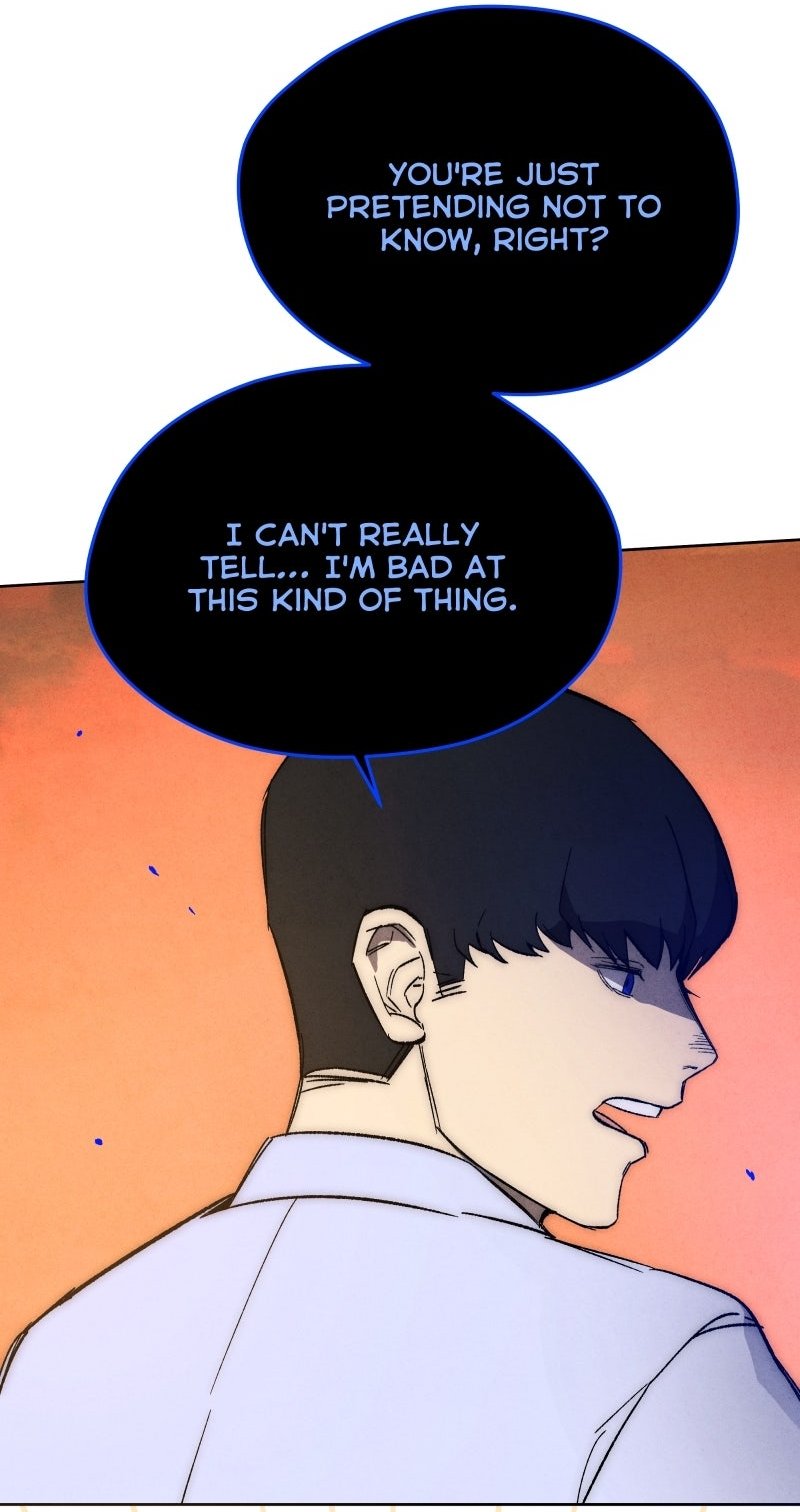 YOU'RE JUST
PRETENDING NOT TO
KNOW, RIGHT?
I CAN'T REALLY
TELL... I'M BAD AT
THIS KIND OF THING.